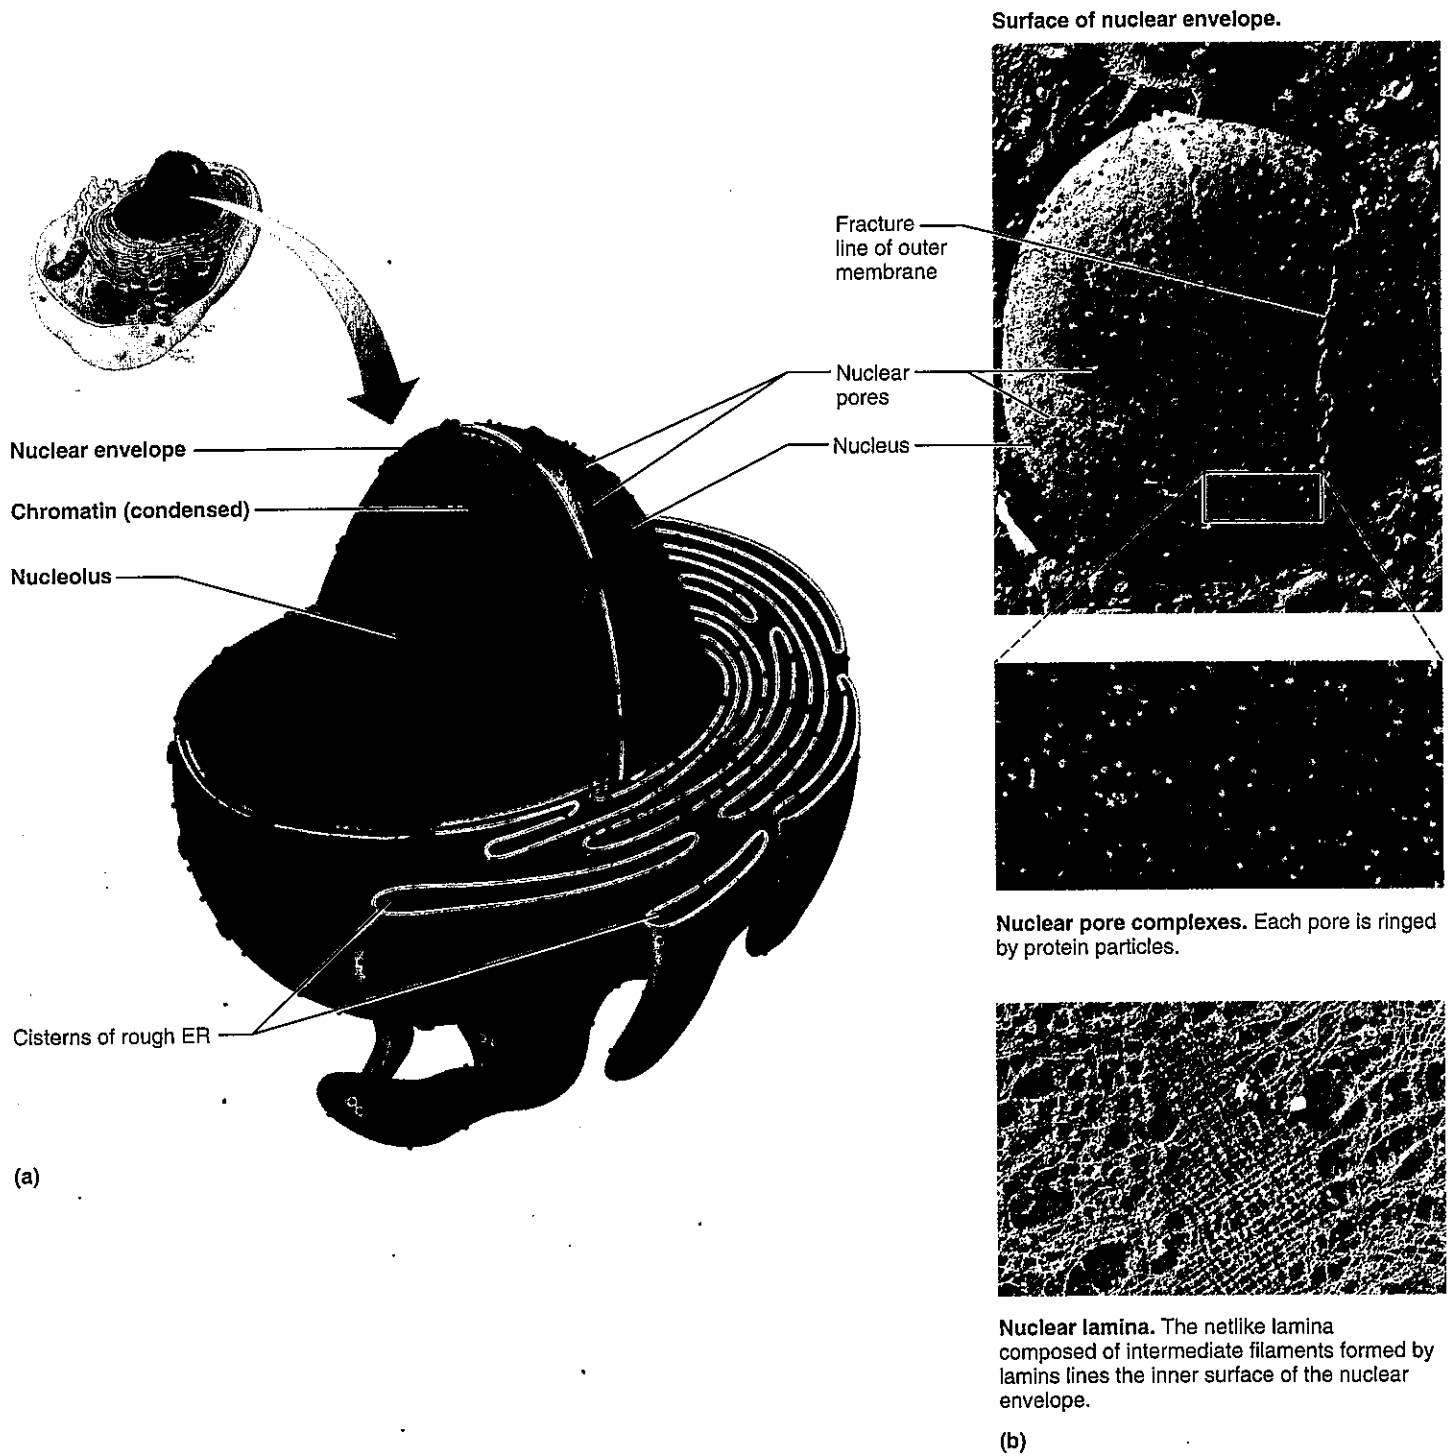 Surface of nuclear envelope.
Fracture
line of outer
membrane
Nuclear
pores
Nucleus
Nuclear envelope
Chromatin (condensed)
Nucleolus
Cisterns of rough ER
(a)
Nuclear pore complexes. Each pore is ringed
by protein particles.
Nuclear lamina. The netlike lamina
composed of intermediate filaments formed by
lamins lines the inner surface of the nuclear
envelope.
(b)